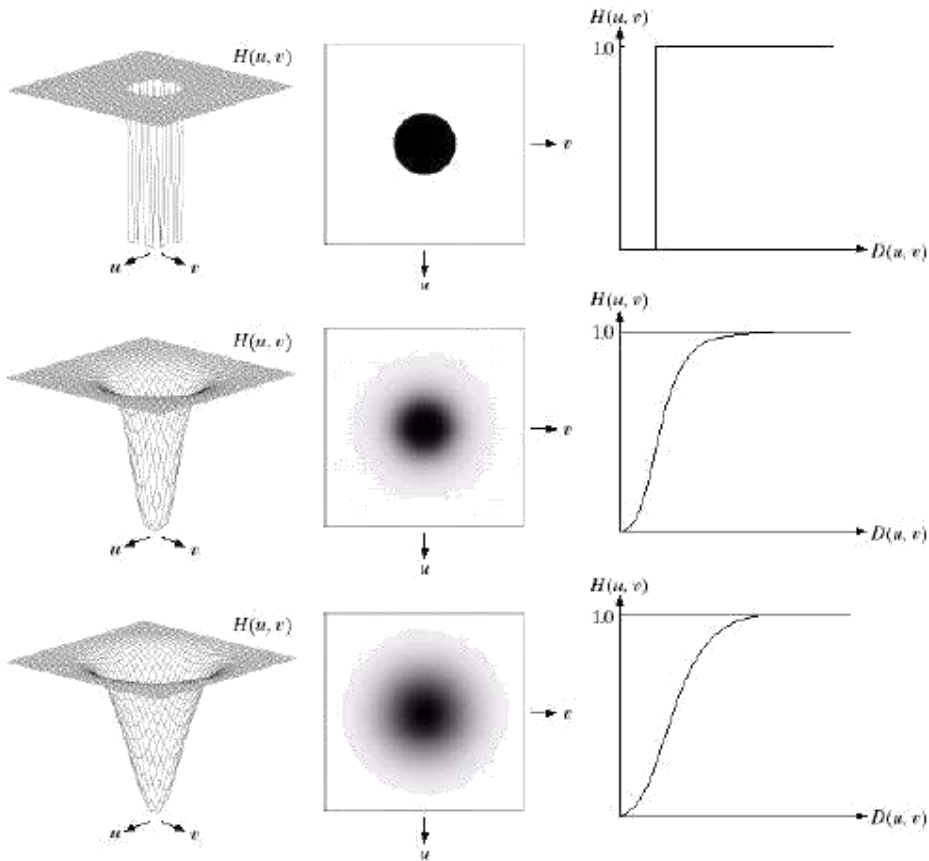 H(u, v)
u
v
v
u
H(u, v)
1.0
D(u, v)
H(u, v)
u
v
v
u
H(u, v)
1.0
D(u, v)
H(u, v)
u
v
v
u
H(u, v)
1.0
D(u, v)